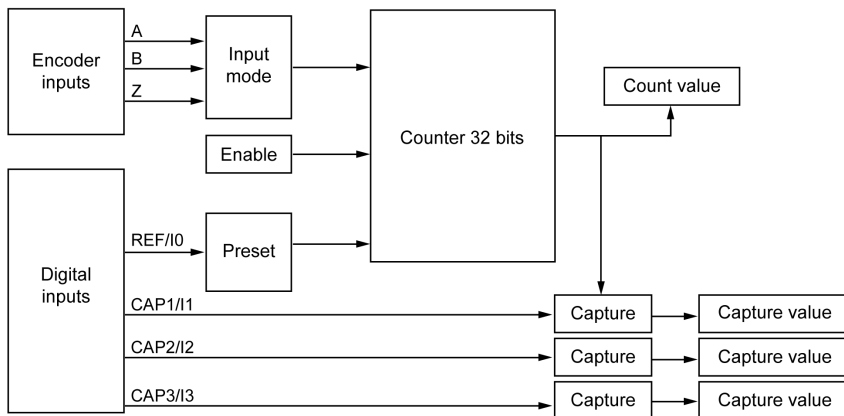 Encoder
inputs
A
B
Z
Input
mode
Enable
Counter 32 bits
Count value
Digital
inputs
REF/I0
Preset
CAP1/I1
Capture
Capture value
CAP2/I2
Capture
Capture value
CAP3/I3
Capture
Capture value